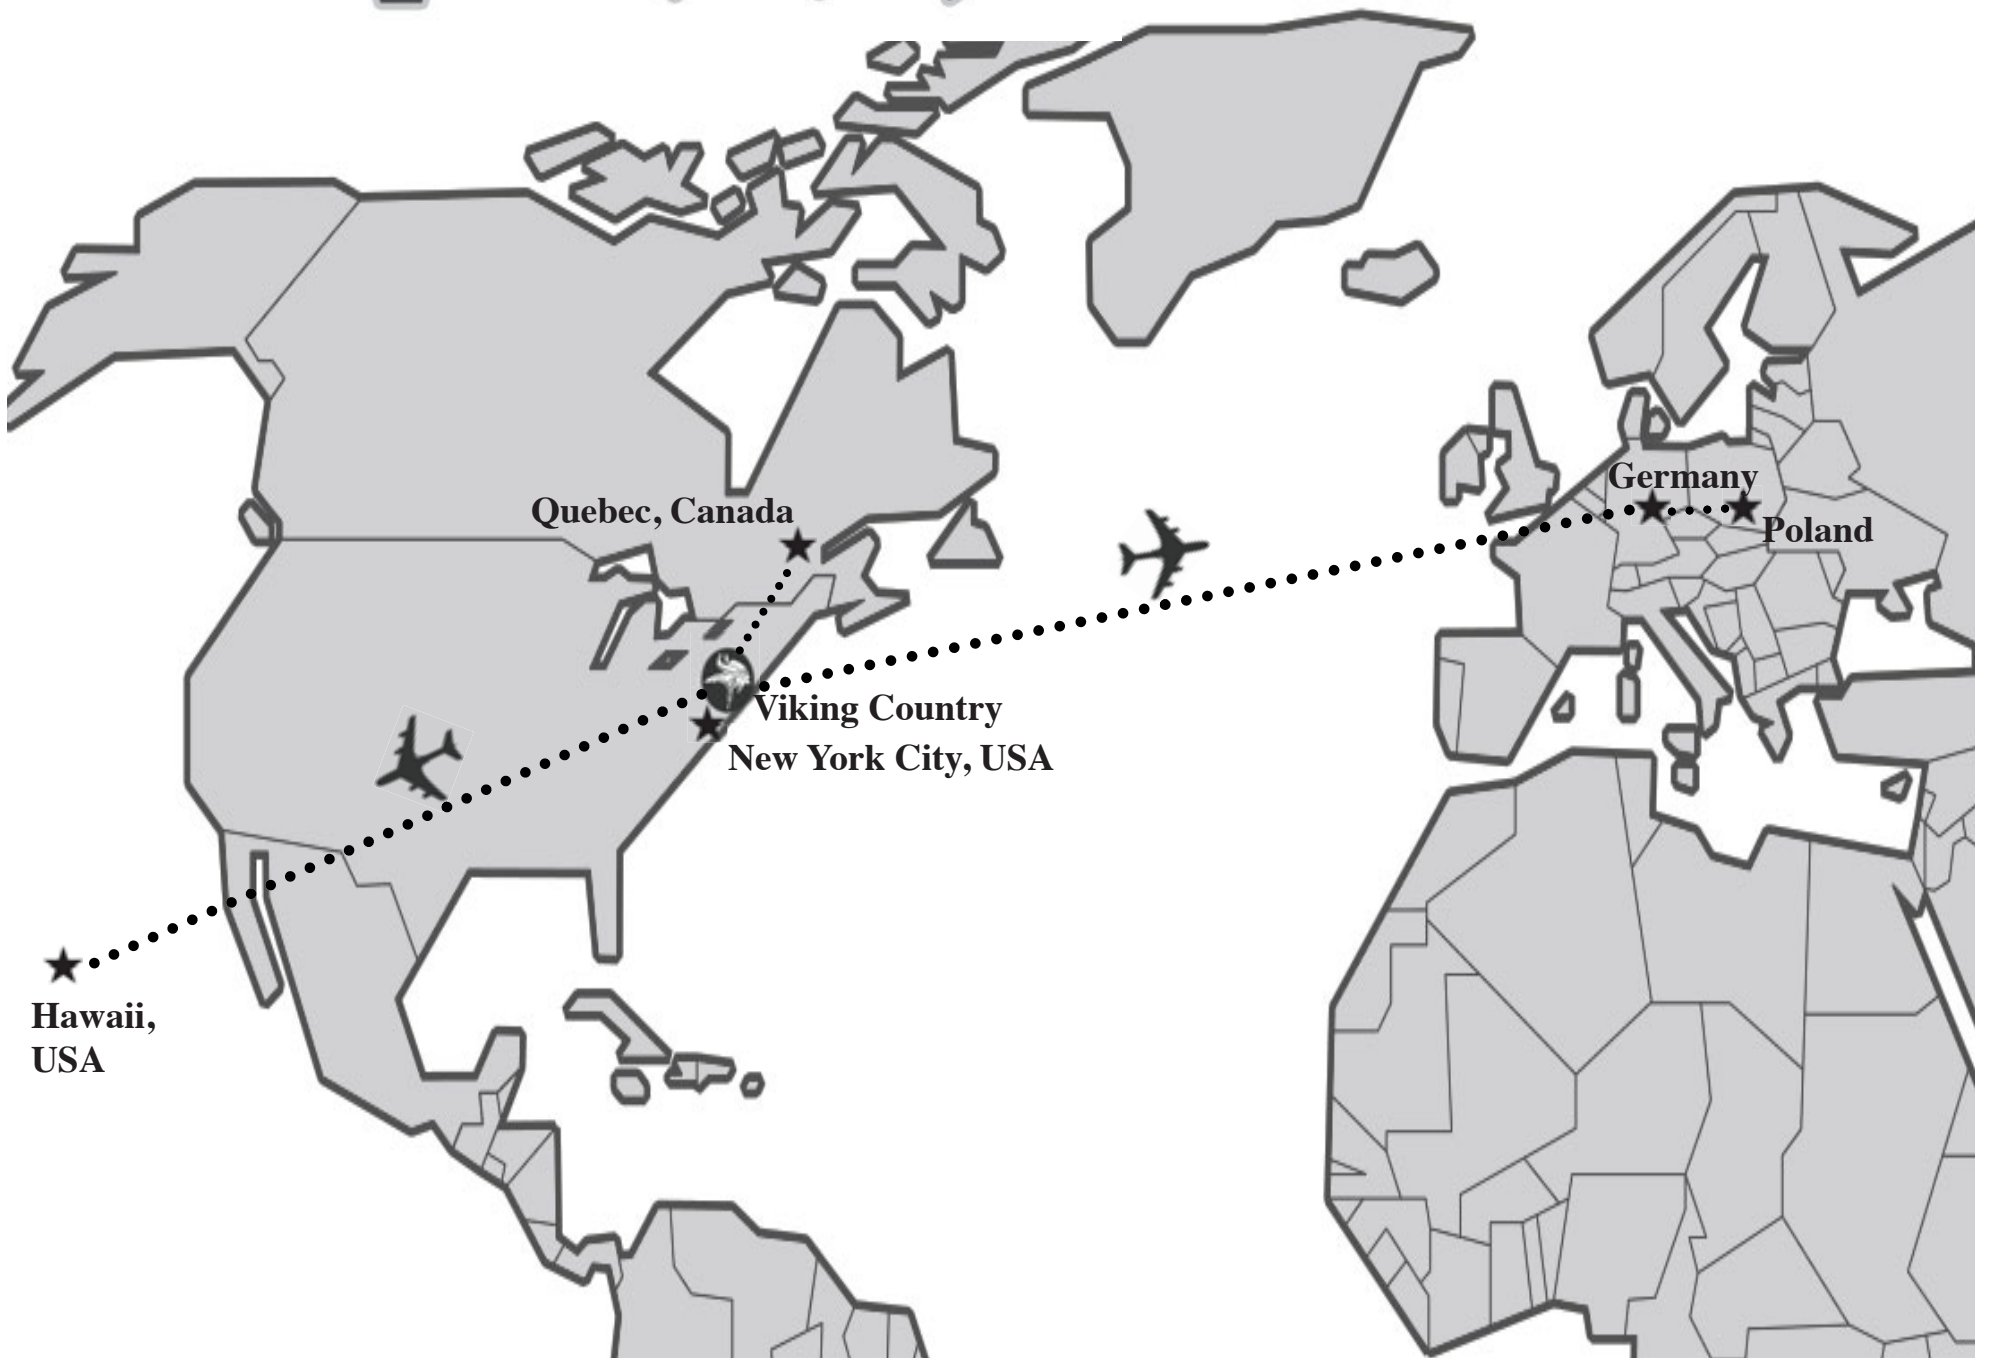 Germany
Quebec, Canada
Poland
Viking Country
New York City, USA
Hawaii,
USA